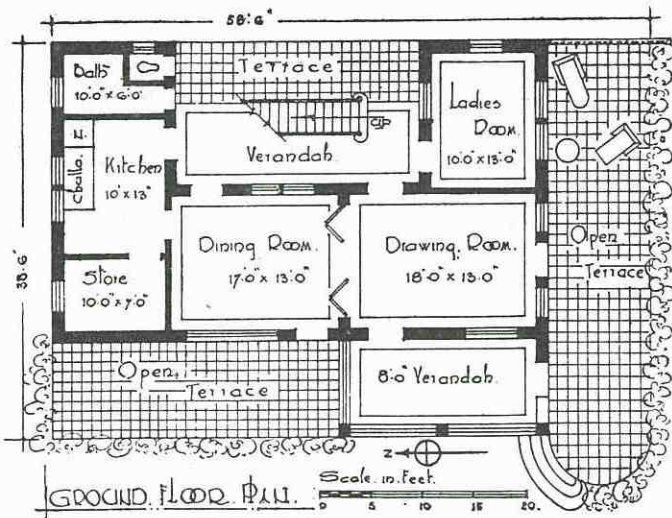 58'·6"
Terrace
Bath
10'.0" x 6'.0"
Ladies
Room
10'.0" x 13'.0"
up
Verandah.
Kitchen
10' x 13"
Challa.
Dining Room.
17'.0" x 13'.0"
Drawing Room.
18'.0" x 13.0"
Open
Terrace
Store
10'.0" x 7'.0"
38·6"
Open,
Terrace
8'.0" Verandah.
Z
Scale in feet.
GROUND FLOOR PLAN.
0
5
10
15
20.